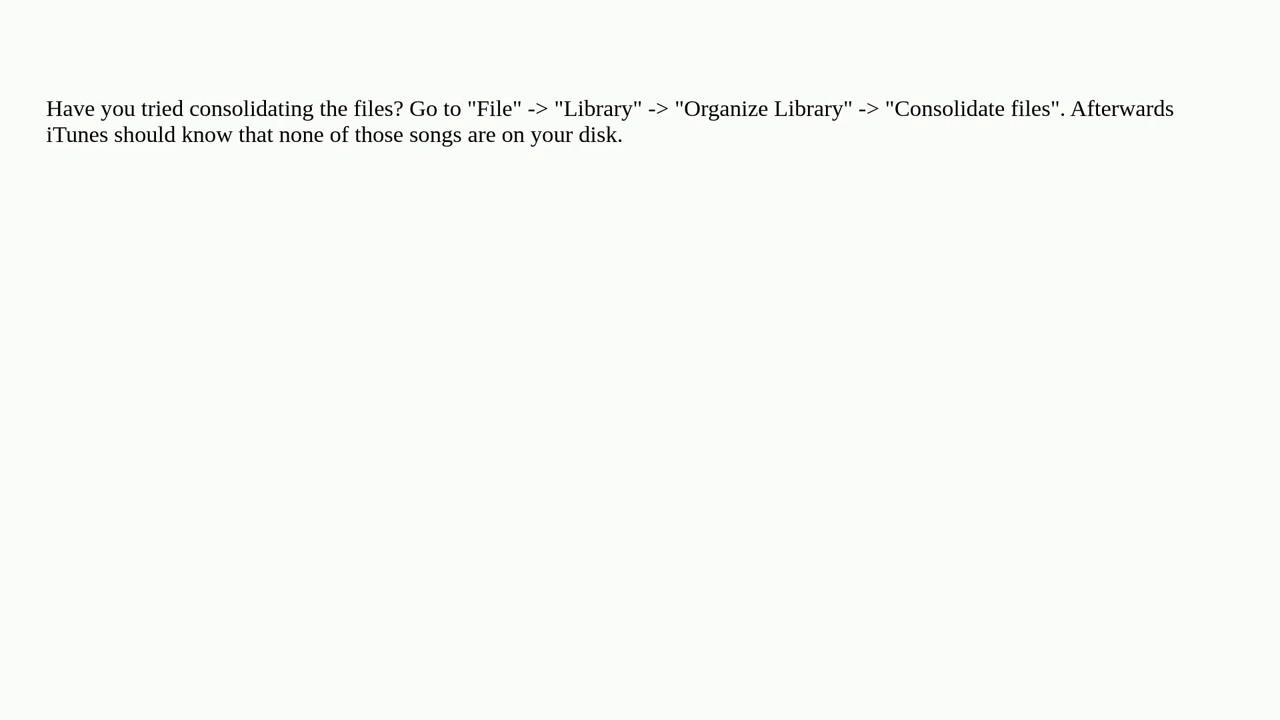 Have you tried consolidating the files? Go to "File" -> "Library" -> "Organize Library" -> "Consolidate files". Afterwards
iTunes should know that none of those songs are on your disk.